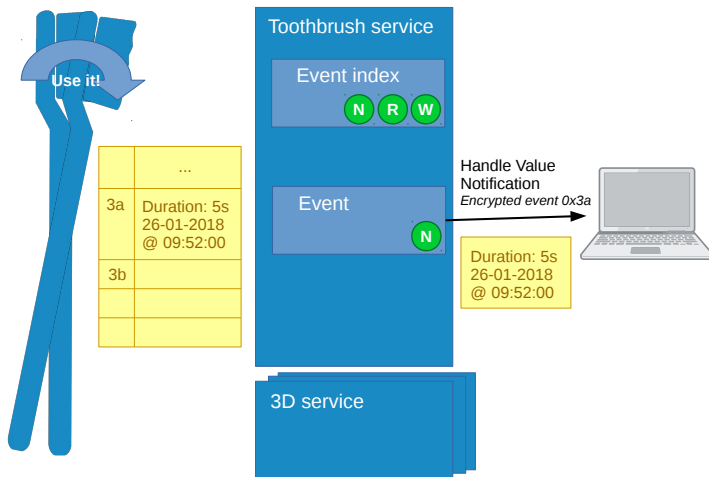 Use it!
...
3a
Duration: 5s
26-01-2018
@ 09:52:00
3b
Toothbrush service
Event index
N R W
Event
N
Handle Value
Notification
Encrypted event 0x3a
Duration: 5s
26-01-2018
@ 09:52:00
3D service